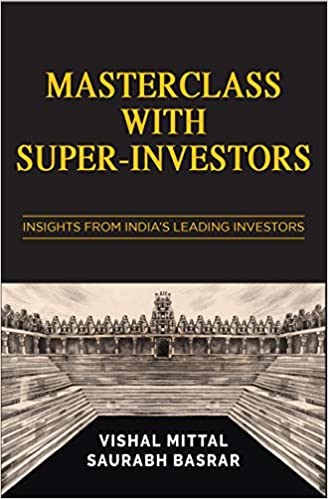 MASTERCLASS
WITH
SUPER-INVESTORS
INSIGHTS FROM INDIA'S LEADING INVESTORS
VISHAL MITTAL
SAURABH BASRAR